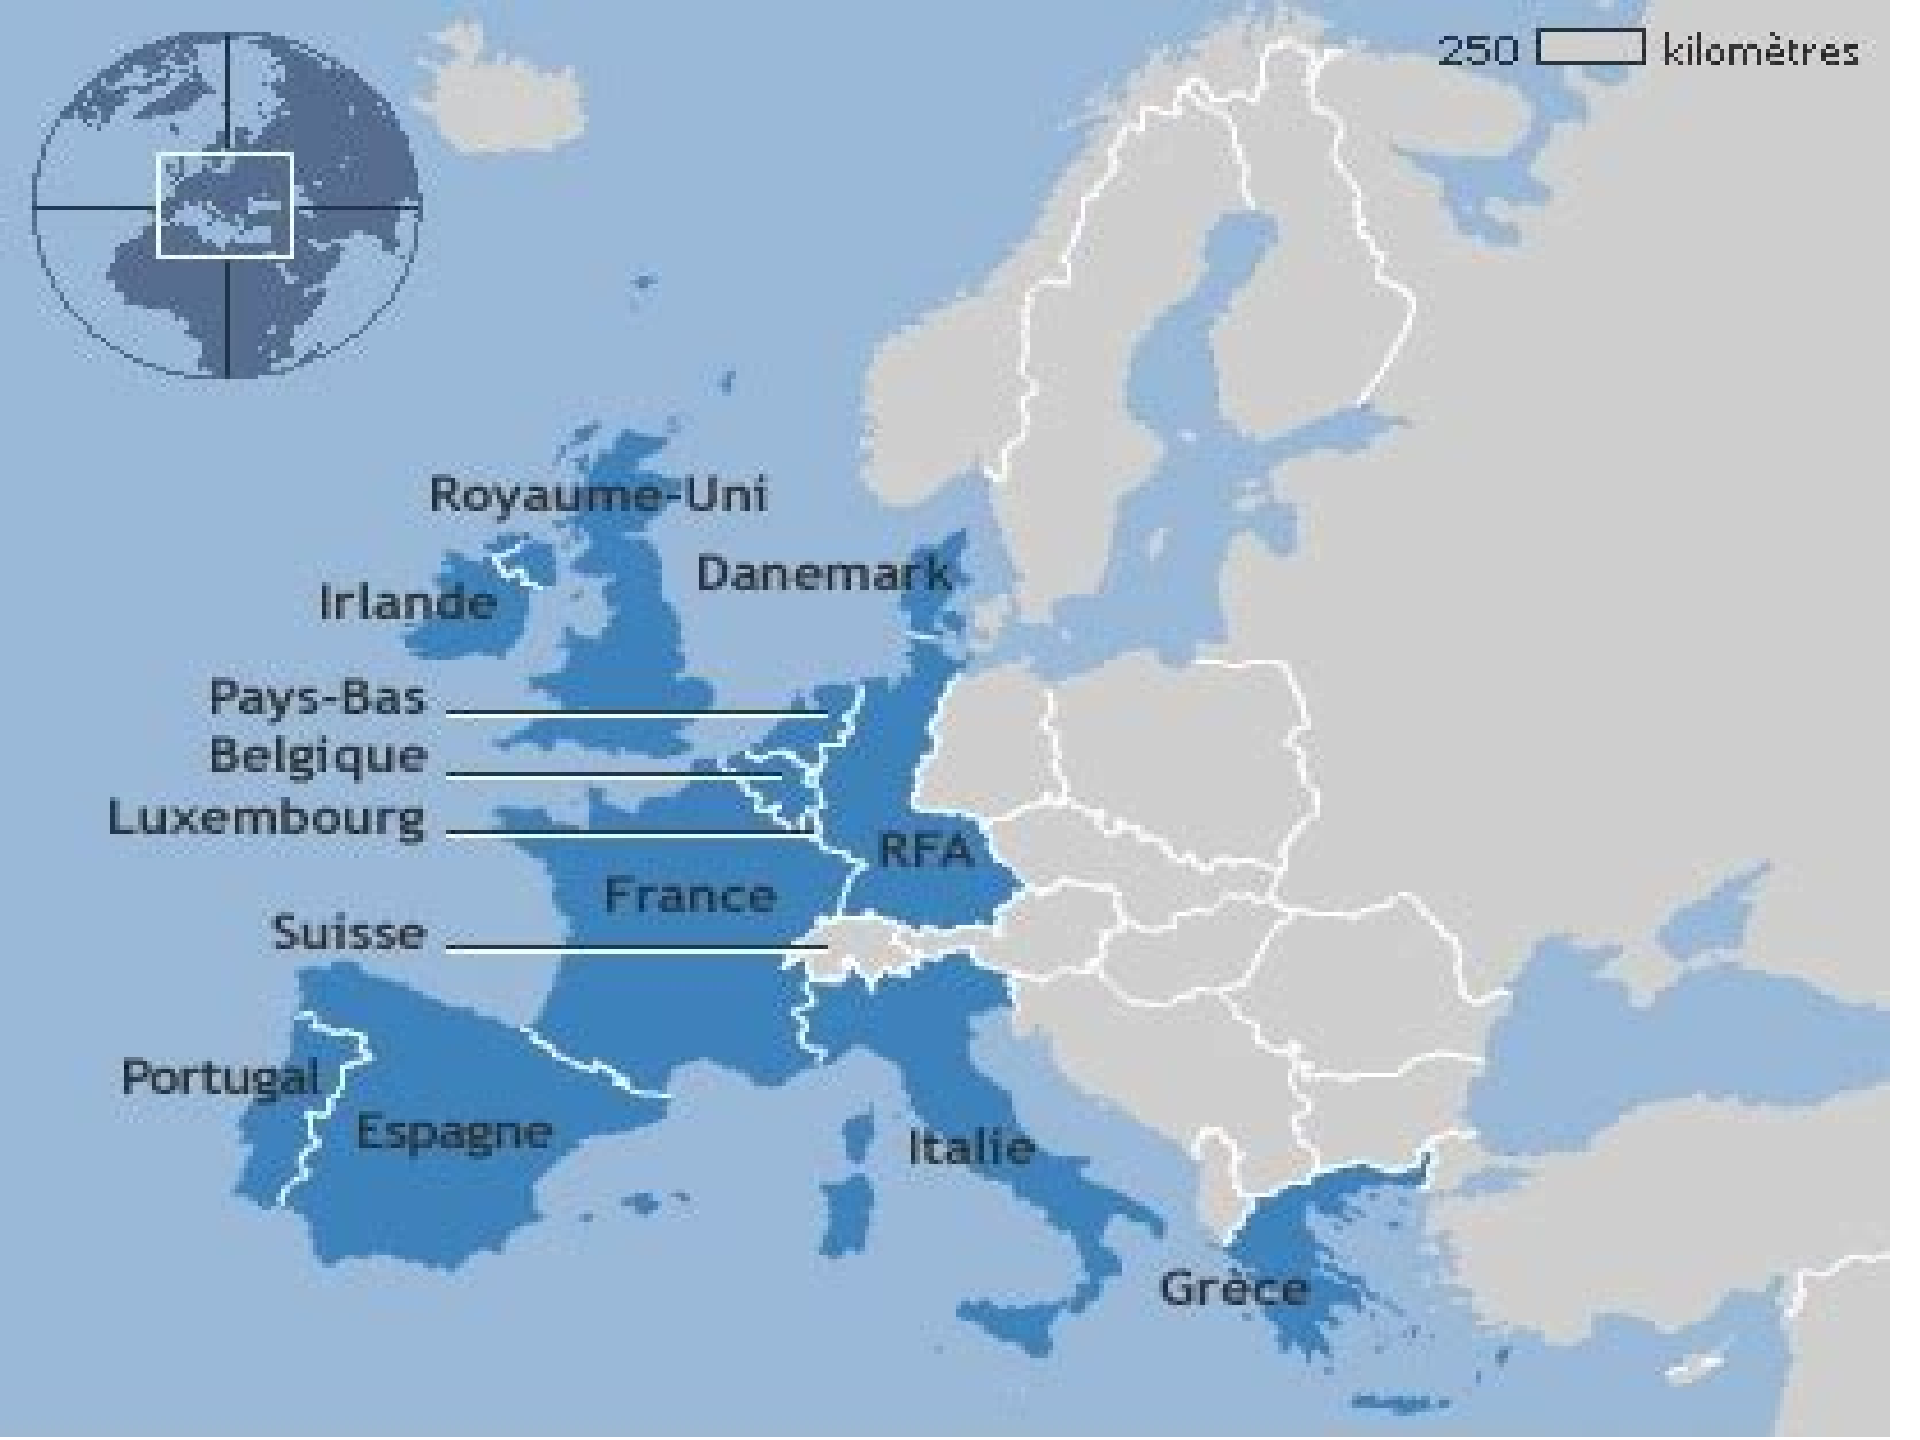 250 kilomètres
Royaume-Uni
Danemark
Irlande
Pays-Bas
Belgique
Luxembourg
RFA
France
Suisse
Portugal
Espagne
Italie
Grèce